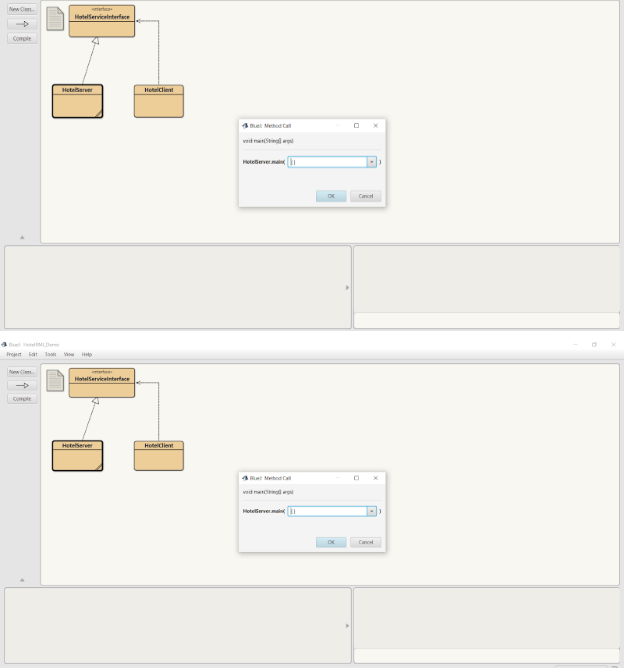 New Class...
«interface»
HotelServiceInterface
Compile
HotelServer
HotelClient
BlueJ: Method Call
void main(String[] args)
HotelServer.main(
{ }
)
OK
Cancel
BlueJ: HotelRMI_Demo
Project Edit Tools View Help
New Class...
«interface»
HotelServiceInterface
Compile
HotelServer
HotelClient
BlueJ: Method Call
void main(String[] args)
HotelServer.main(
{ }
)
OK
Cancel